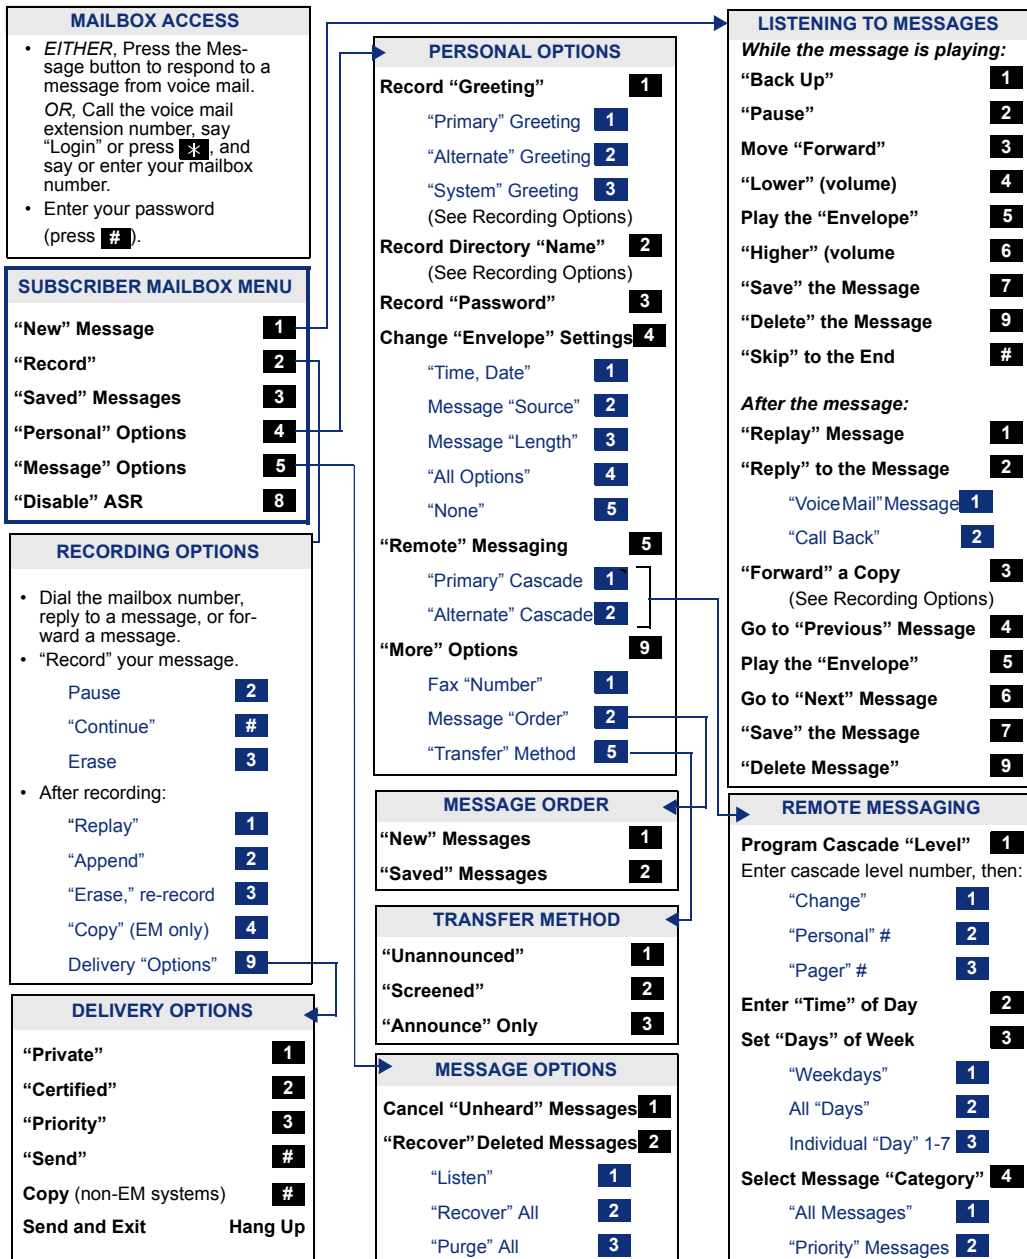 MAILBOX ACCESS
• EITHER, Press the Mes-
sage button to respond to a
message from voice mail.
OR, Call the voice mail
extension number, say
“Login” or press * , and
say or enter your mailbox
number.
• Enter your password
(press # ).
SUBSCRIBER MAILBOX MENU
“New” Message 1
“Record” 2
“Saved” Messages 3
“Personal” Options 4
“Message” Options 5
“Disable” ASR 8
RECORDING OPTIONS
• Dial the mailbox number,
reply to a message, or for-
ward a message.
• “Record” your message.
Pause 2
“Continue” #
Erase 3
• After recording:
“Replay” 1
“Append” 2
“Erase,” re-record 3
“Copy” (EM only) 4
Delivery “Options” 9
DELIVERY OPTIONS
“Private” 1
“Certified” 2
“Priority” 3
“Send” #
Copy (non-EM systems) #
Send and Exit Hang Up
PERSONAL OPTIONS
Record “Greeting” 1
“Primary” Greeting 1
“Alternate” Greeting 2
“System” Greeting 3
(See Recording Options)
Record Directory “Name” 2
(See Recording Options)
Record “Password” 3
Change “Envelope” Settings 4
“Time, Date” 1
Message “Source” 2
Message “Length” 3
“All Options” 4
“None” 5
“Remote” Messaging 5
“Primary” Cascade 1
“Alternate” Cascade 2
“More” Options 9
Fax “Number” 1
Message “Order” 2
“Transfer” Method 5
MESSAGE ORDER
“New” Messages 1
“Saved” Messages 2
TRANSFER METHOD
“Unannounced” 1
“Screened” 2
“Announce” Only 3
MESSAGE OPTIONS
Cancel “Unheard” Messages 1
“Recover” Deleted Messages 2
“Listen” 1
“Recover” All 2
“Purge” All 3
LISTENING TO MESSAGES
While the message is playing:
“Back Up” 1
“Pause” 2
Move “Forward” 3
“Lower” (volume) 4
Play the “Envelope” 5
“Higher” (volume 6
“Save” the Message 7
“Delete” the Message 9
“Skip” to the End #
After the message:
“Replay” Message 1
“Reply” to the Message 2
“Voice Mail” Message 1
“Call Back” 2
“Forward” a Copy 3
(See Recording Options)
Go to “Previous” Message 4
Play the “Envelope” 5
Go to “Next” Message 6
“Save” the Message 7
“Delete Message” 9
REMOTE MESSAGING
Program Cascade “Level” 1
Enter cascade level number, then:
“Change” 1
“Personal” # 2
“Pager” # 3
Enter “Time” of Day 2
Set “Days” of Week 3
“Weekdays” 1
All “Days” 2
Individual “Day” 1-7 3
Select Message “Category” 4
“All Messages” 1
“Priority” Messages 2